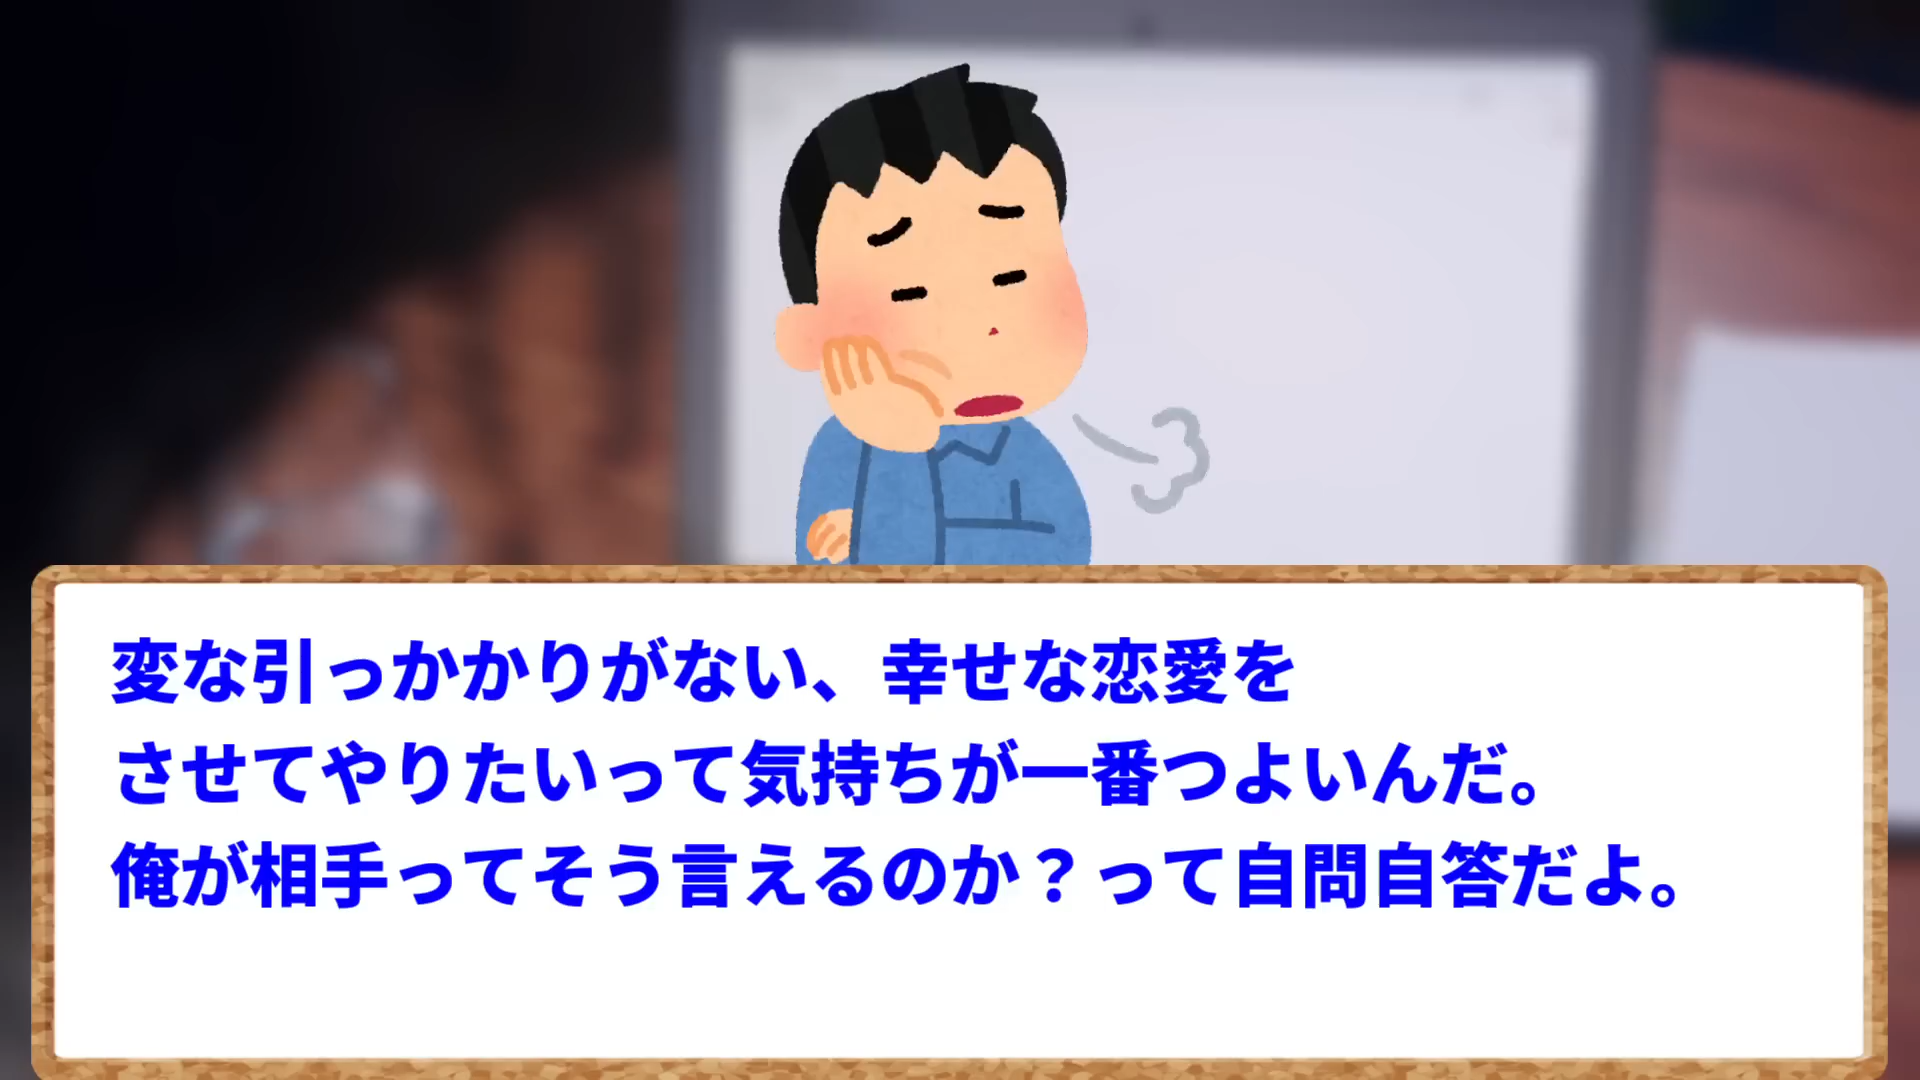 変な引っかかりがない、幸せな恋愛を
させてやりたいって気持ちが一番つよいんだ。
俺が相手ってそう言えるのか？って自問自答だよ。